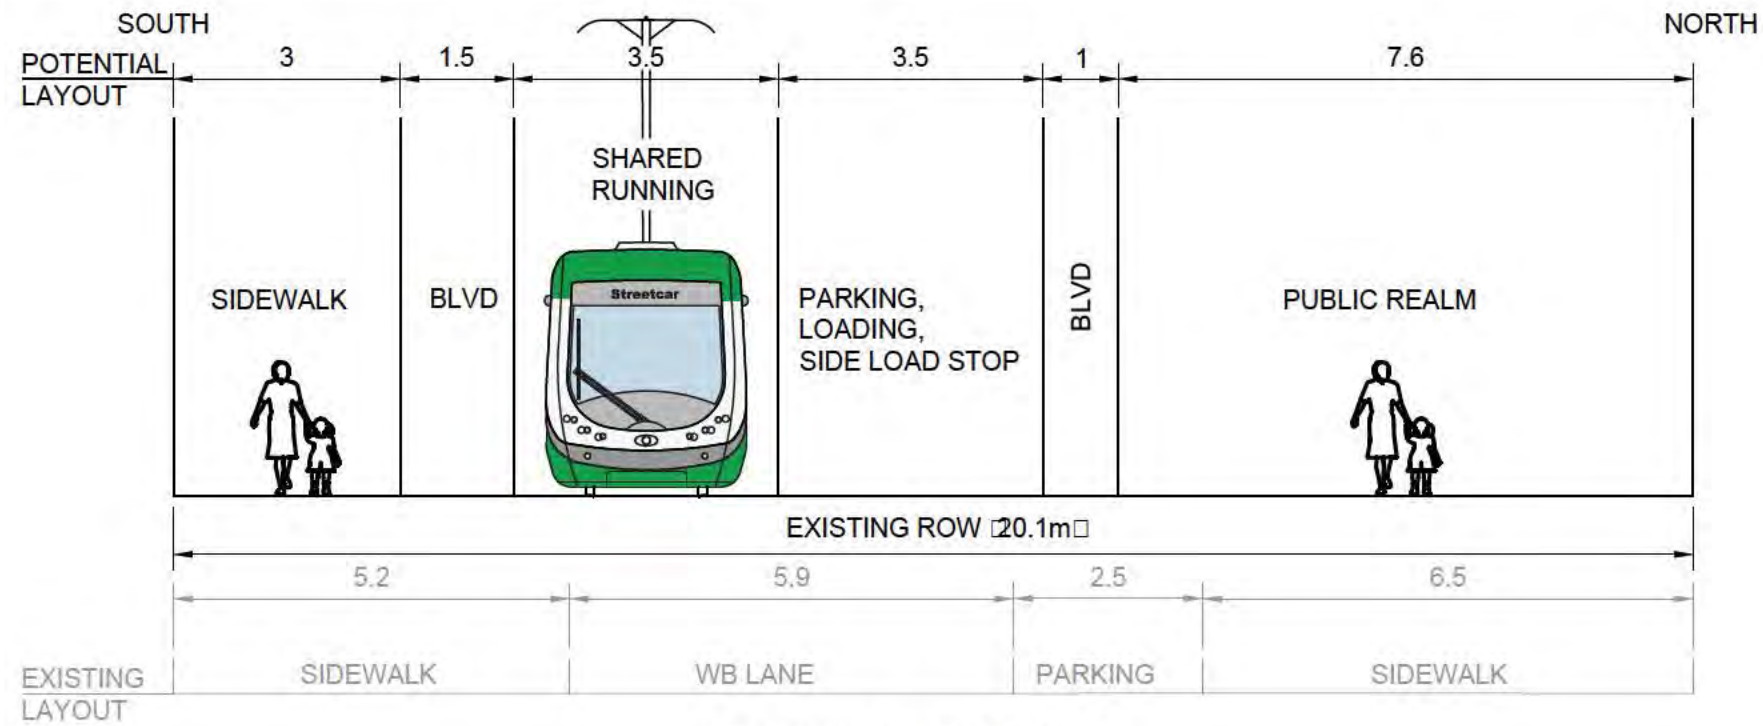 SOUTH
NORTH
POTENTIAL
LAYOUT
3
1.5
3.5
3.5
1
7.6
SHARED
RUNNING
SIDEWALK
BLVD
Streetcar
PARKING,
LOADING,
SIDE LOAD STOP
BLVD
PUBLIC REALM
EXISTING ROW □20.1m□
5.2
5.9
2.5
6.5
EXISTING
LAYOUT
SIDEWALK
WB LANE
PARKING
SIDEWALK